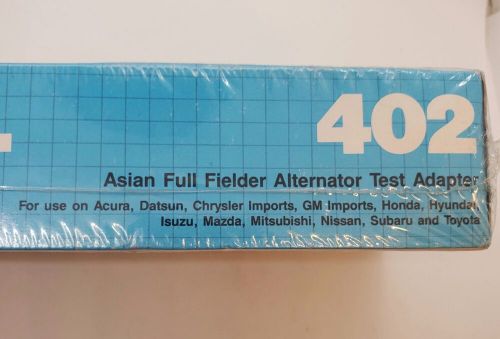 402
Asian Full Fielder Alternator Test Adapter
For use on Acura, Datsun, Chrysler Imports, GM Imports, Honda, Hyundai,
Isuzu, Mazda, Mitsubishi, Nissan, Subaru and Toyota